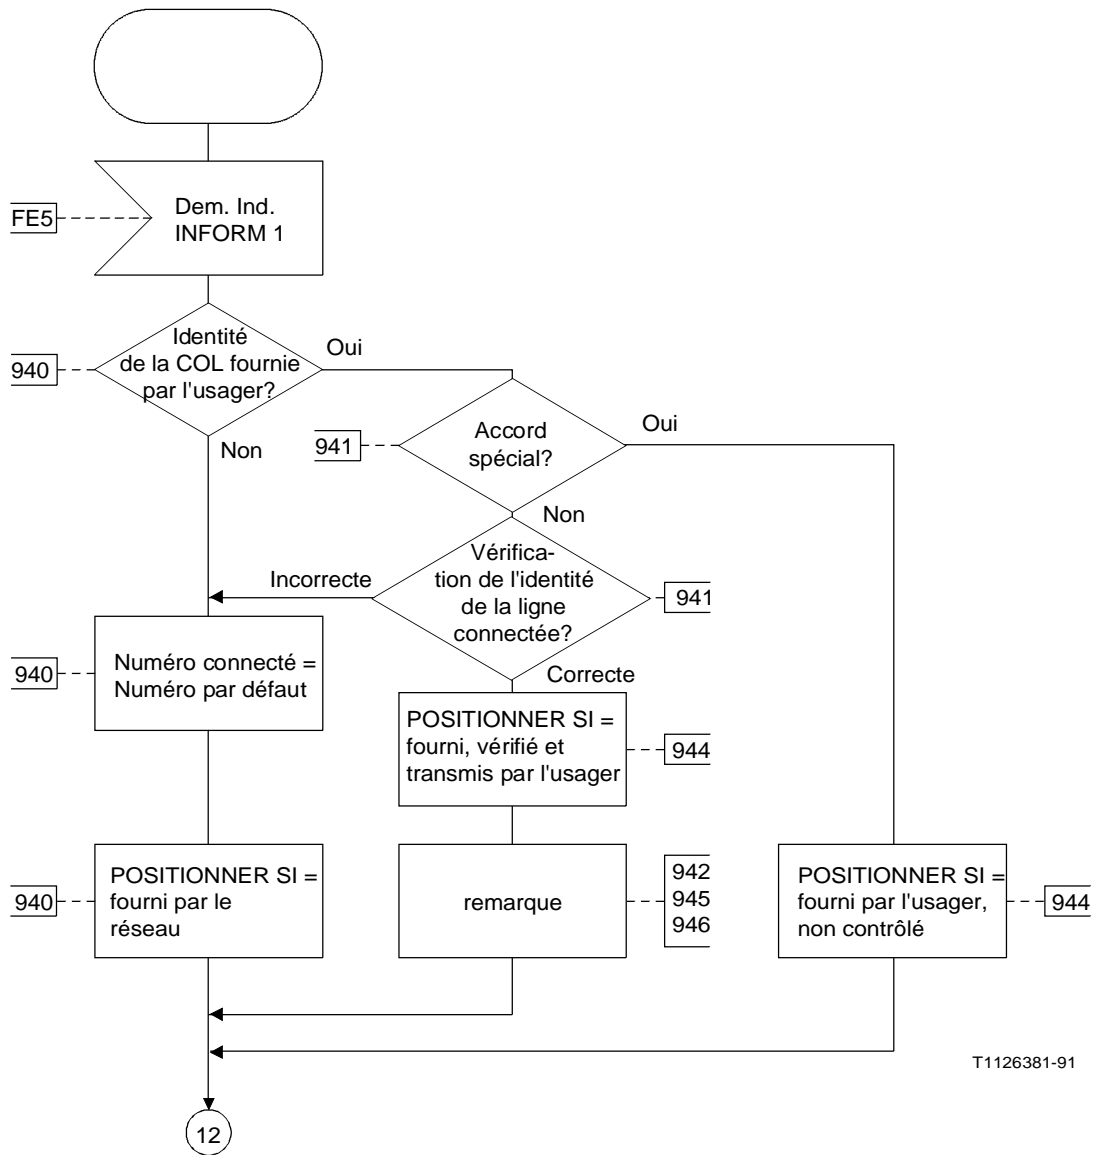 FE5
Dem. Ind.
INFORM 1
940
Identité
de la COL fournie
par l'usager?
Oui
Non
941
Accord
spécial?
Oui
Non
Incorrecte
Vérifica-
tion de l'identité
de la ligne
connectée?
941
Correcte
940
Numéro connecté =
Numéro par défaut
POSITIONNER SI =
fourni, vérifié et
transmis par l'usager
944
940
POSITIONNER SI =
fourni par le
réseau
remarque
942
945
946
POSITIONNER SI =
fourni par l'usager,
non contrôlé
944
T1126381-91
12